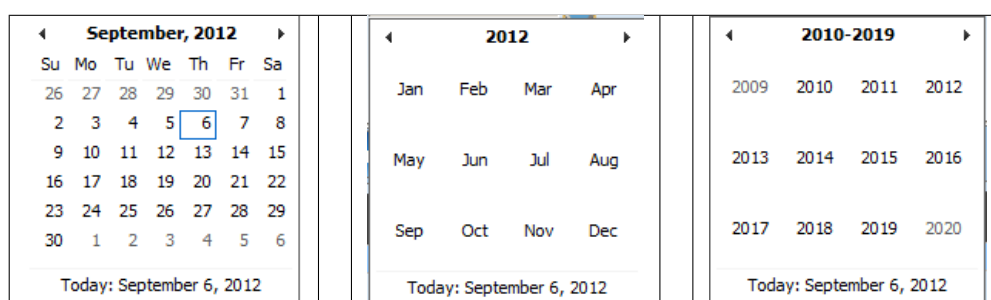 September, 2012
Su Mo Tu We Th Fr Sa
26 27 28 29 30 31 1
2 3 4 5 6 7 8
9 10 11 12 13 14 15
16 17 18 19 20 21 22
23 24 25 26 27 28 29
30 1 2 3 4 5 6
Today: September 6, 2012
2012
Jan Feb Mar Apr
May Jun Jul Aug
Sep Oct Nov Dec
Today: September 6, 2012
2010-2019
2009 2010 2011 2012
2013 2014 2015 2016
2017 2018 2019 2020
Today: September 6, 2012